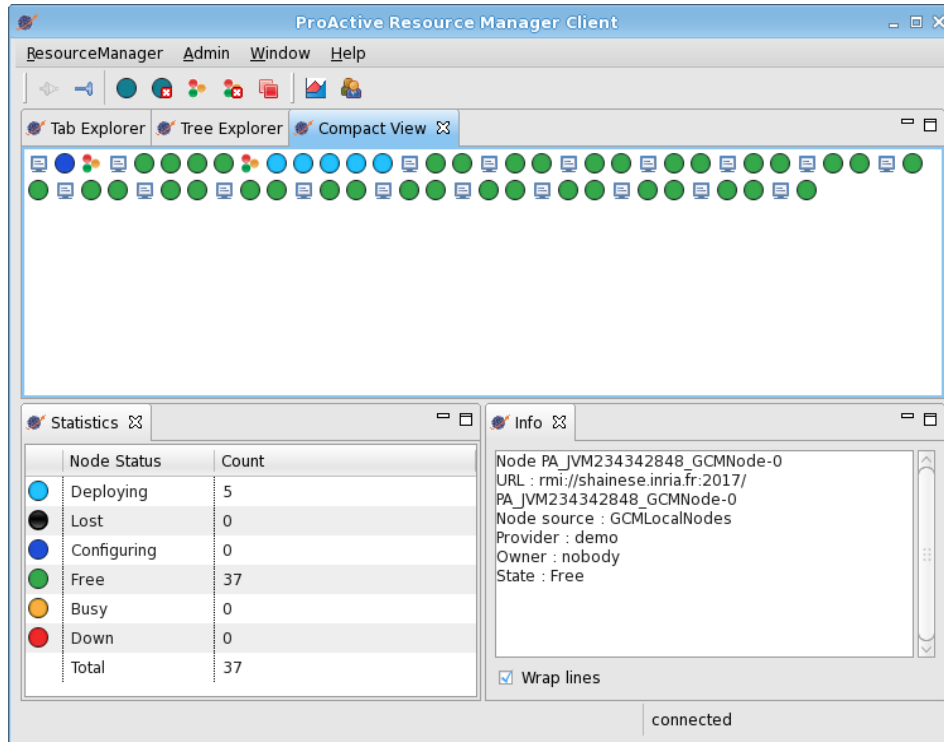 ProActive Resource Manager Client
ResourceManager Admin Window Help
Tab Explorer Tree Explorer Compact View
Statistics
Node Status Count
Deploying 5
Lost 0
Configuring 0
Free 37
Busy 0
Down 0
Total 37
Info
Node PA_JVM234342848_GCMNode-0
URL : rmi://shainese.inria.fr:2017/
PA_JVM234342848_GCMNode-0
Node source : GCMLocalNodes
Provider : demo
Owner : nobody
State : Free
Wrap lines
connected